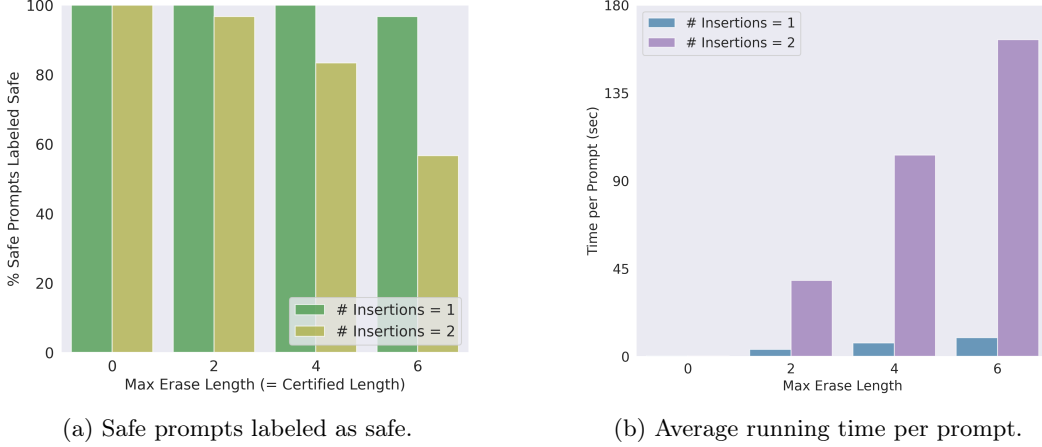 100
80
60
40
20
0
% Safe Prompts Labeled Safe
# Insertions = 1
# Insertions = 2
0 2 4 6
Max Erase Length (= Certified Length)
(a) Safe prompts labeled as safe.
180
135
90
45
0
Time per Prompt (sec)
# Insertions = 1
# Insertions = 2
0 2 4 6
Max Erase Length
(b) Average running time per prompt.